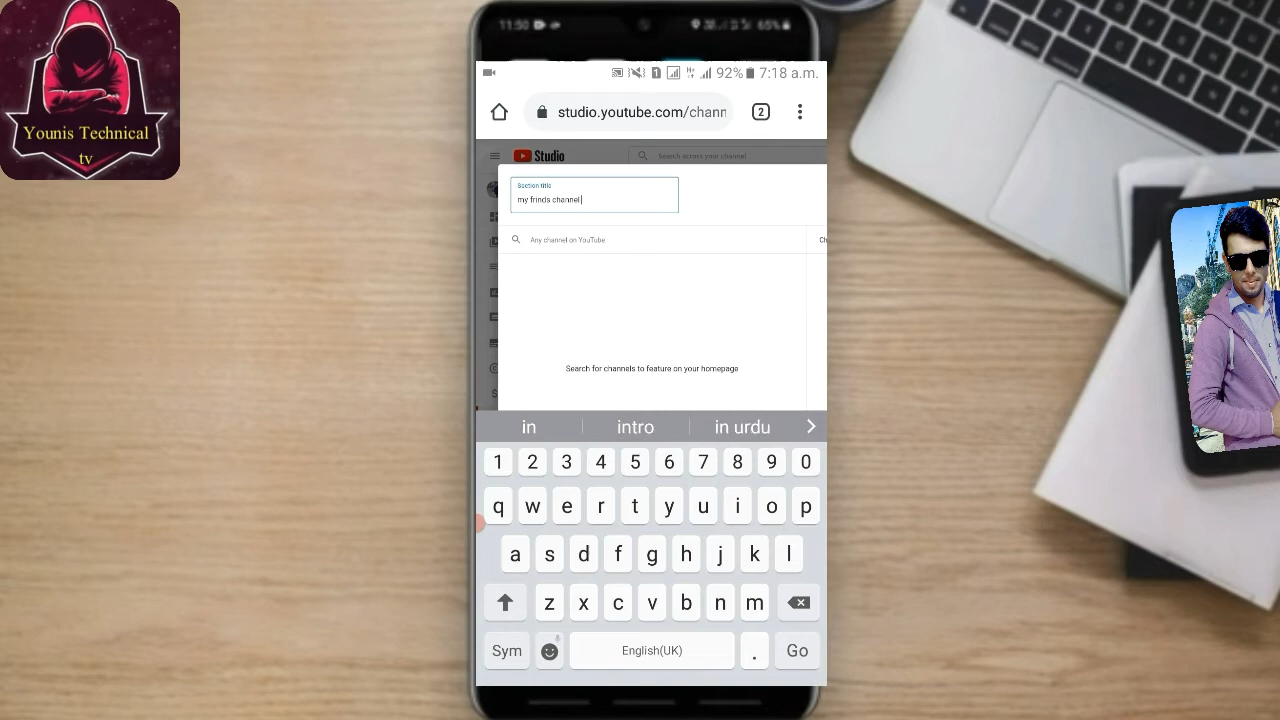 Younis Technical
tv
11:50
65%
92% 7:18 a.m.
studio.youtube.com/chann
2
Studio
Search across your channel
Section title
my frinds channel
Any channel on YouTube
Ch
Search for channels to feature on your homepage
in intro in urdu
1 2 3 4 5 6 7 8 9 0
q w e r t y u i o p
a s d f g h j k l
z x c v b n m
Sym English(UK) . Go